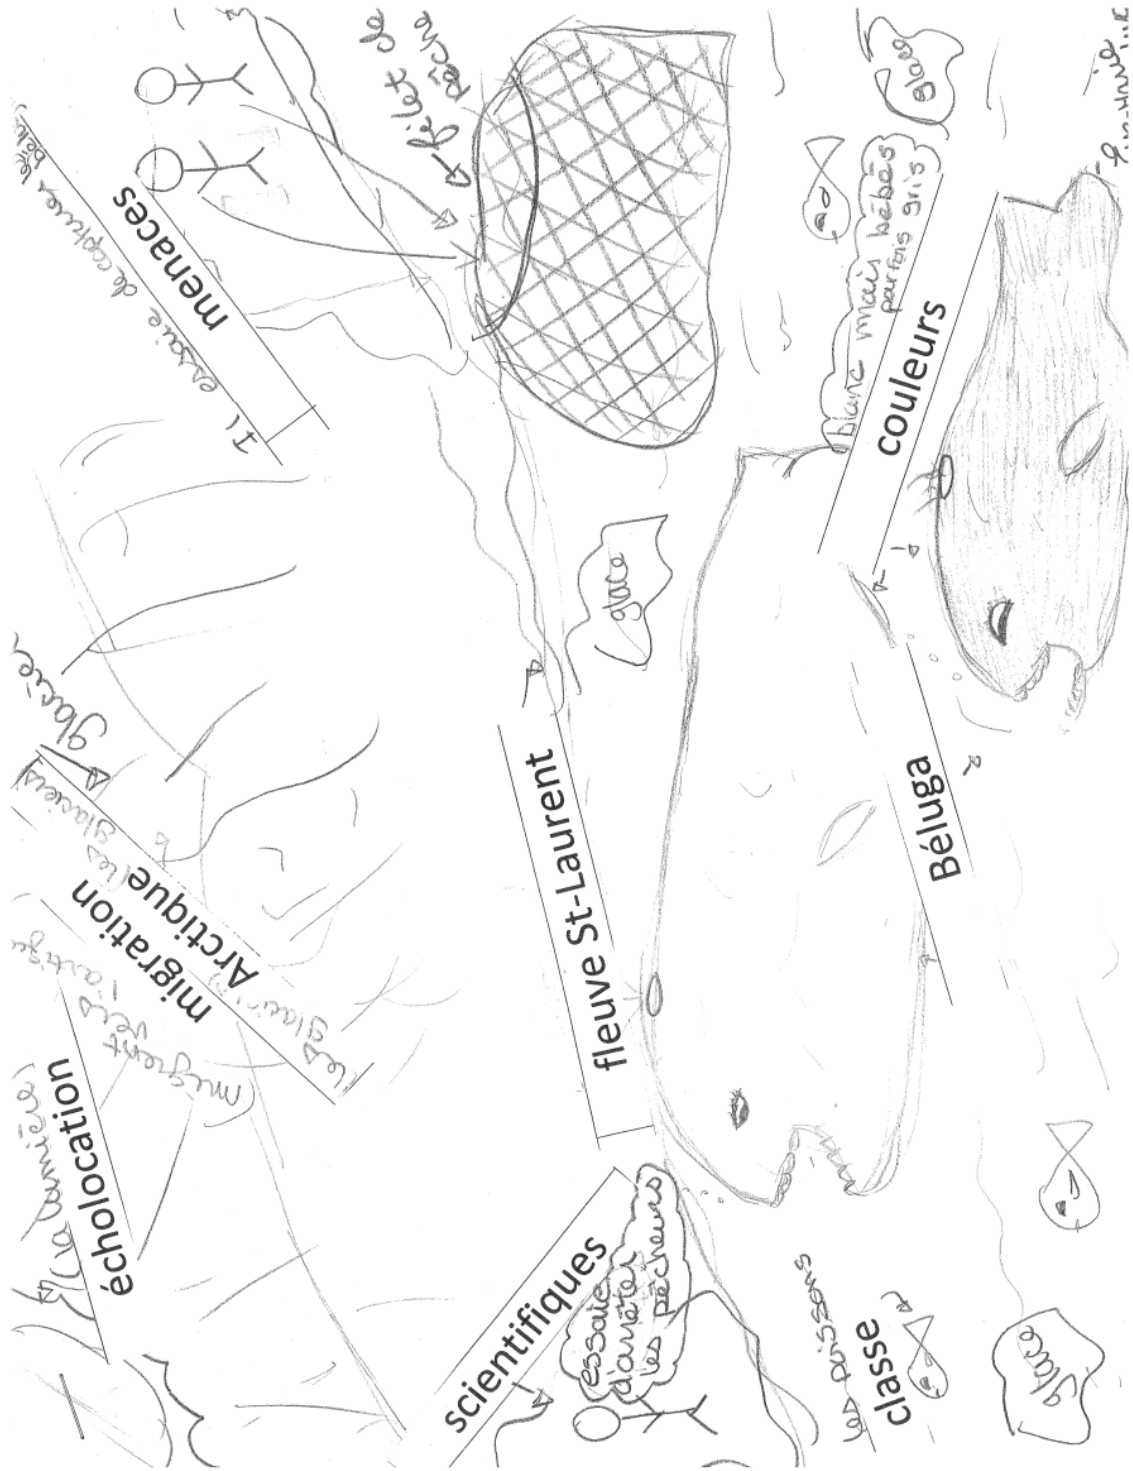 écholocation
(la lumière)
migration
Arctique
(les glaciers
migrent
vers
glacier
menaces
Il essaie de capturer
filet de
pêche
scientifiques
essaie
d'arrêter
les pêcheurs
fleuve St-Laurent
glace
couleurs
blanc mais bébés
parfois gris
glace
Béluga
classe
les poissons
glace